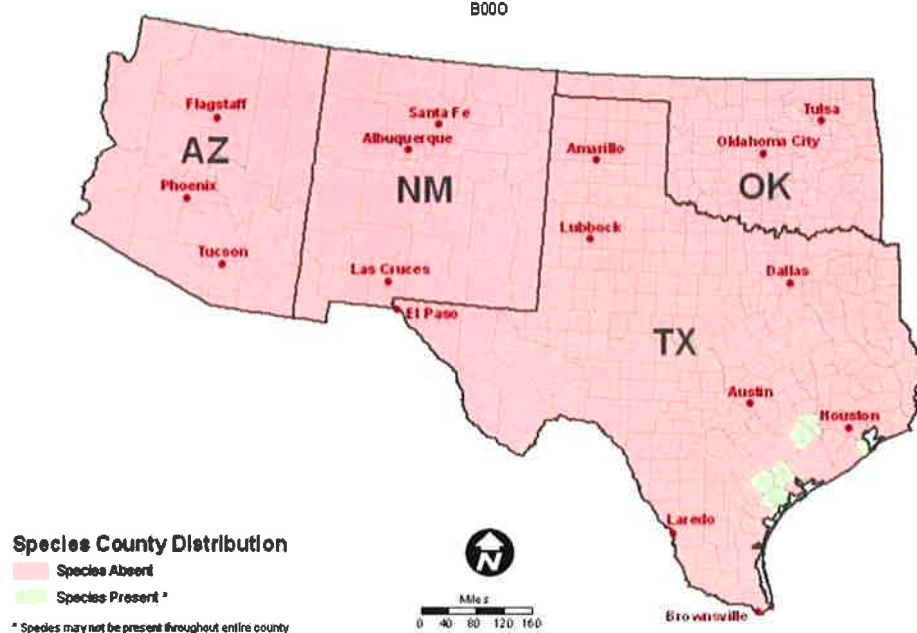 B00O
Flagstaff
Santa Fe
Tulsa
Albuquerque
Amarillo
Oklahoma City
AZ
NM
OK
Phoenix
Lubbock
Tucson
Las Cruces
Dallas
El Paso
TX
Austin
Houston
Laredo
Species County Distribution
Species Absent
Species Present *
N
Miles
0 40 80 120 160
Brownsville
* Species may not be present throughout entire county